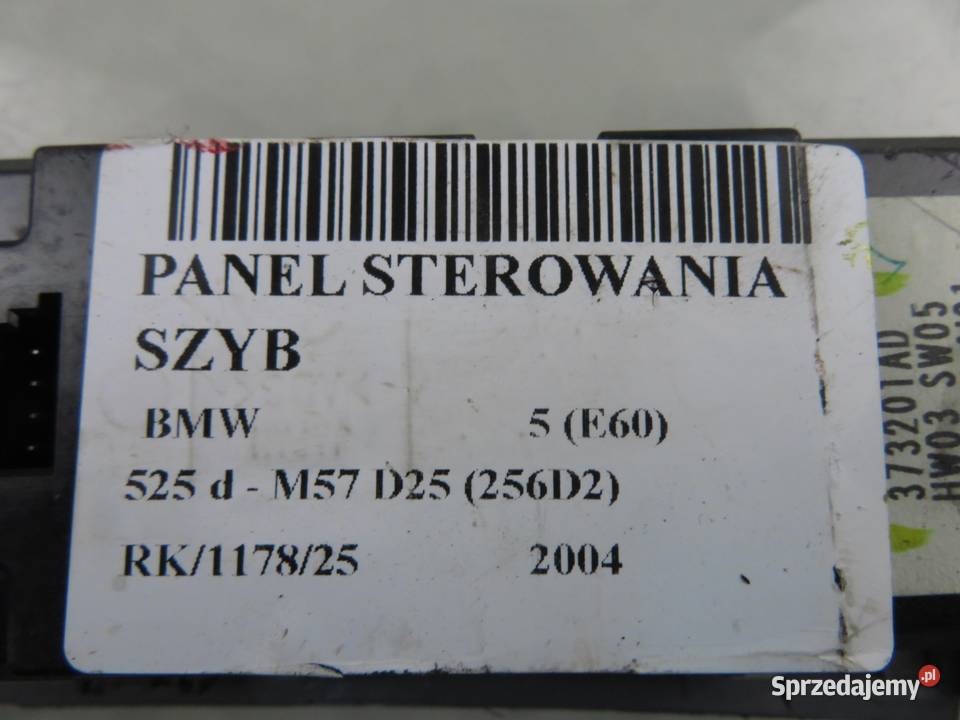 PANEL STEROWANIA
SZYB
BMW 5 (E60)
525 d - M57 D25 (256D2)
RK/1178/25 2004
373201AD
HW03 SW05
Sprzedajemy.pl